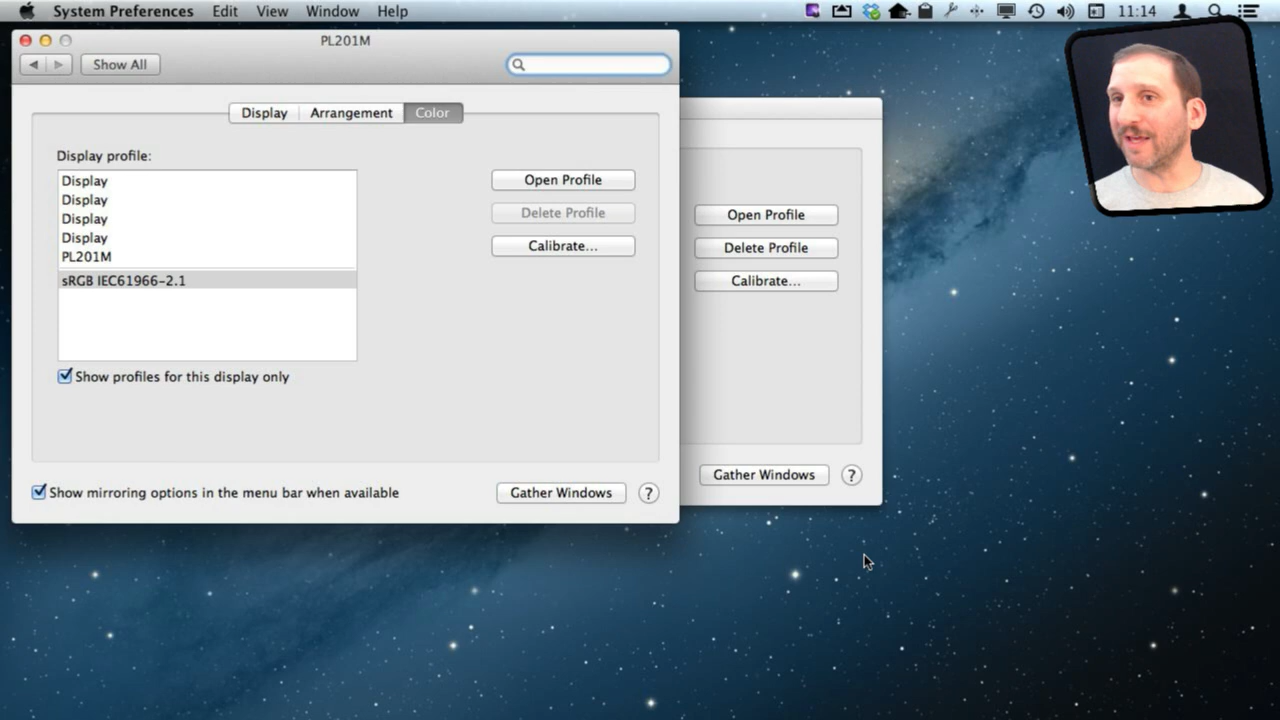 System Preferences Edit View Window Help 11:14
PL201M
Show All
Display Arrangement Color
Display profile:
Display
Display
Display
Display
PL201M
sRGB IEC61966-2.1
Open Profile
Delete Profile
Calibrate...
Show profiles for this display only
Show mirroring options in the menu bar when available
Gather Windows ?
Open Profile
Delete Profile
Calibrate...
Gather Windows ?